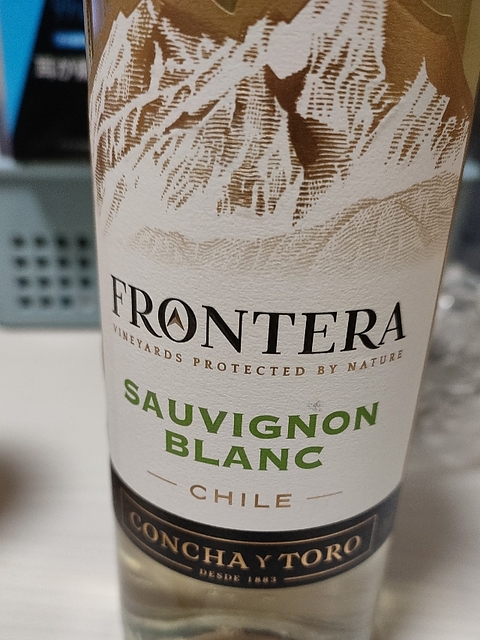 FRONTERA
VINEYARDS PROTECTED BY NATURE
SAUVIGNON
BLANC
CHILE
CONCHA Y TORO
DESDE 1883